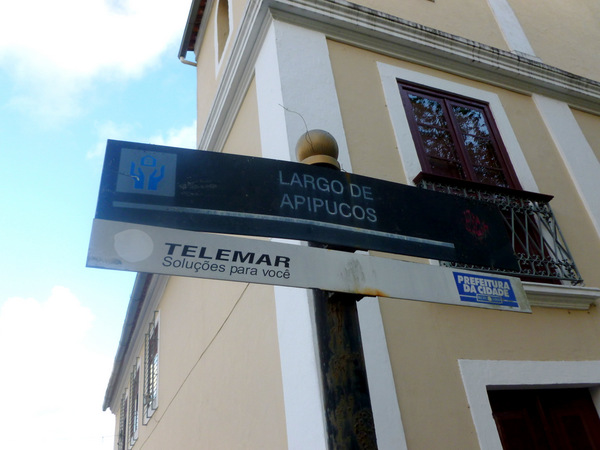 LARGO DE
APIPUCOS
TELEMAR
Soluções para você
PREFEITURA
DA CIDADE